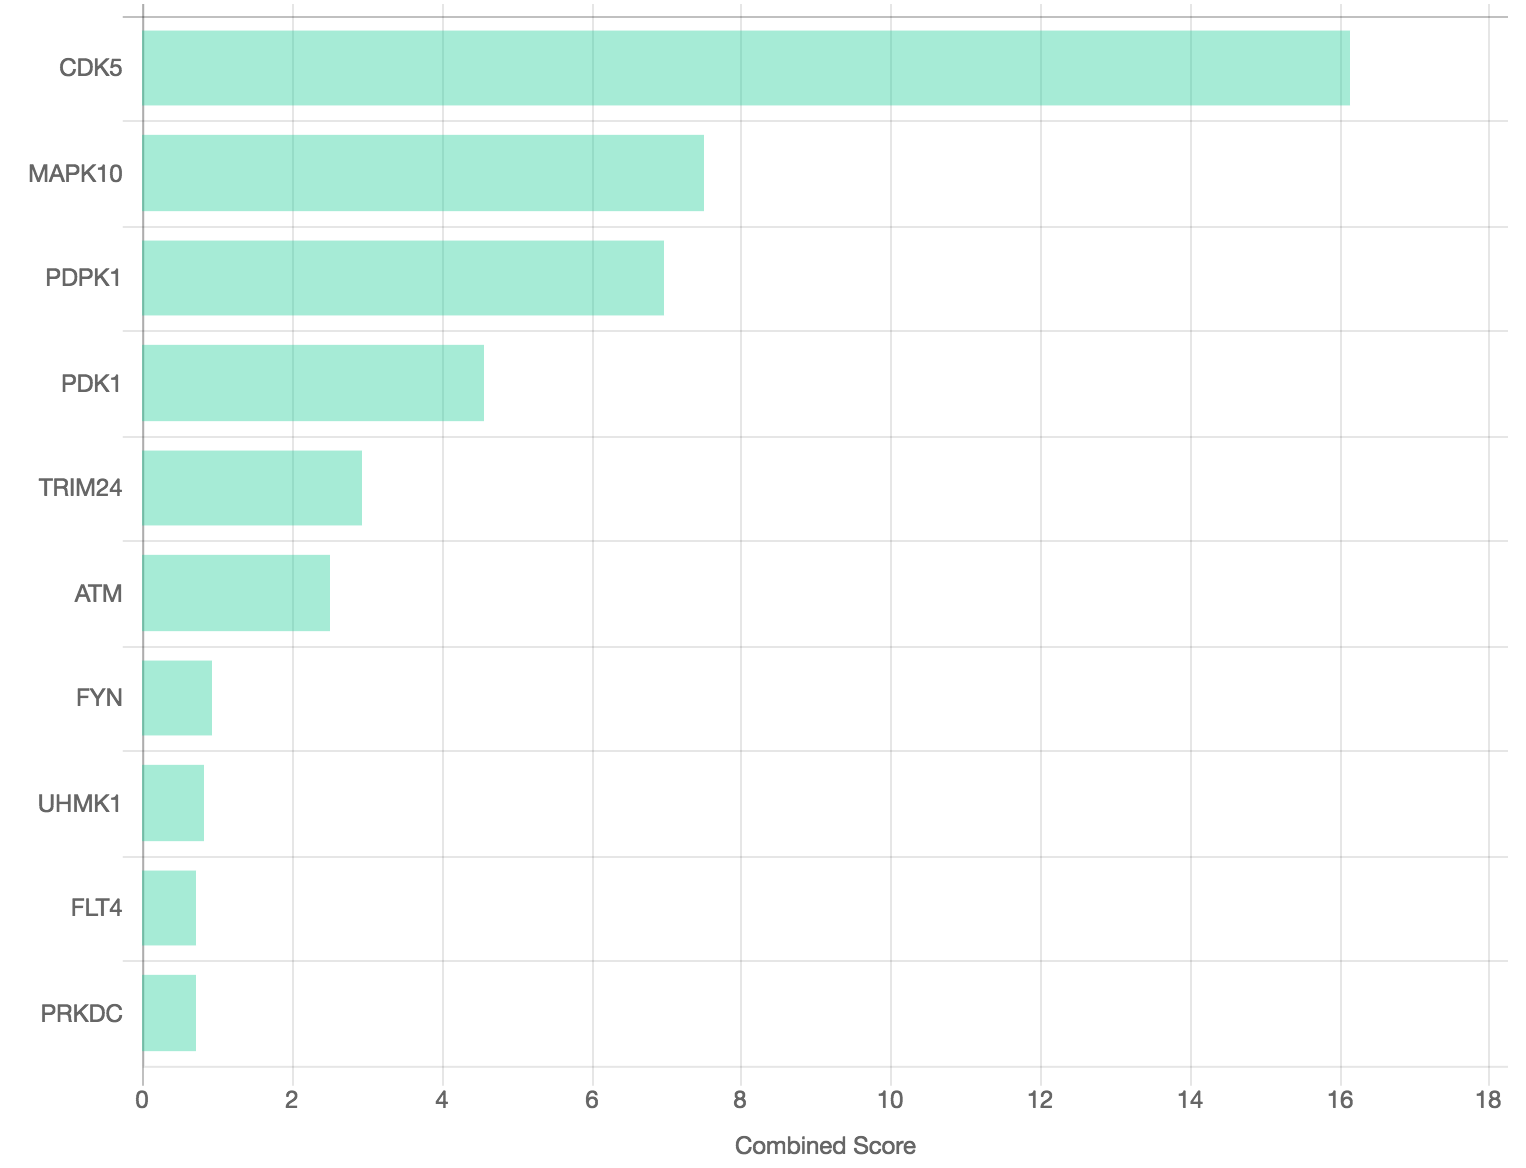 CDK5
MAPK10
PDPK1
PDK1
TRIM24
ATM
FYN
UHMK1
FLT4
PRKDC
0 2 4 6 8 10 12 14 16 18
Combined Score